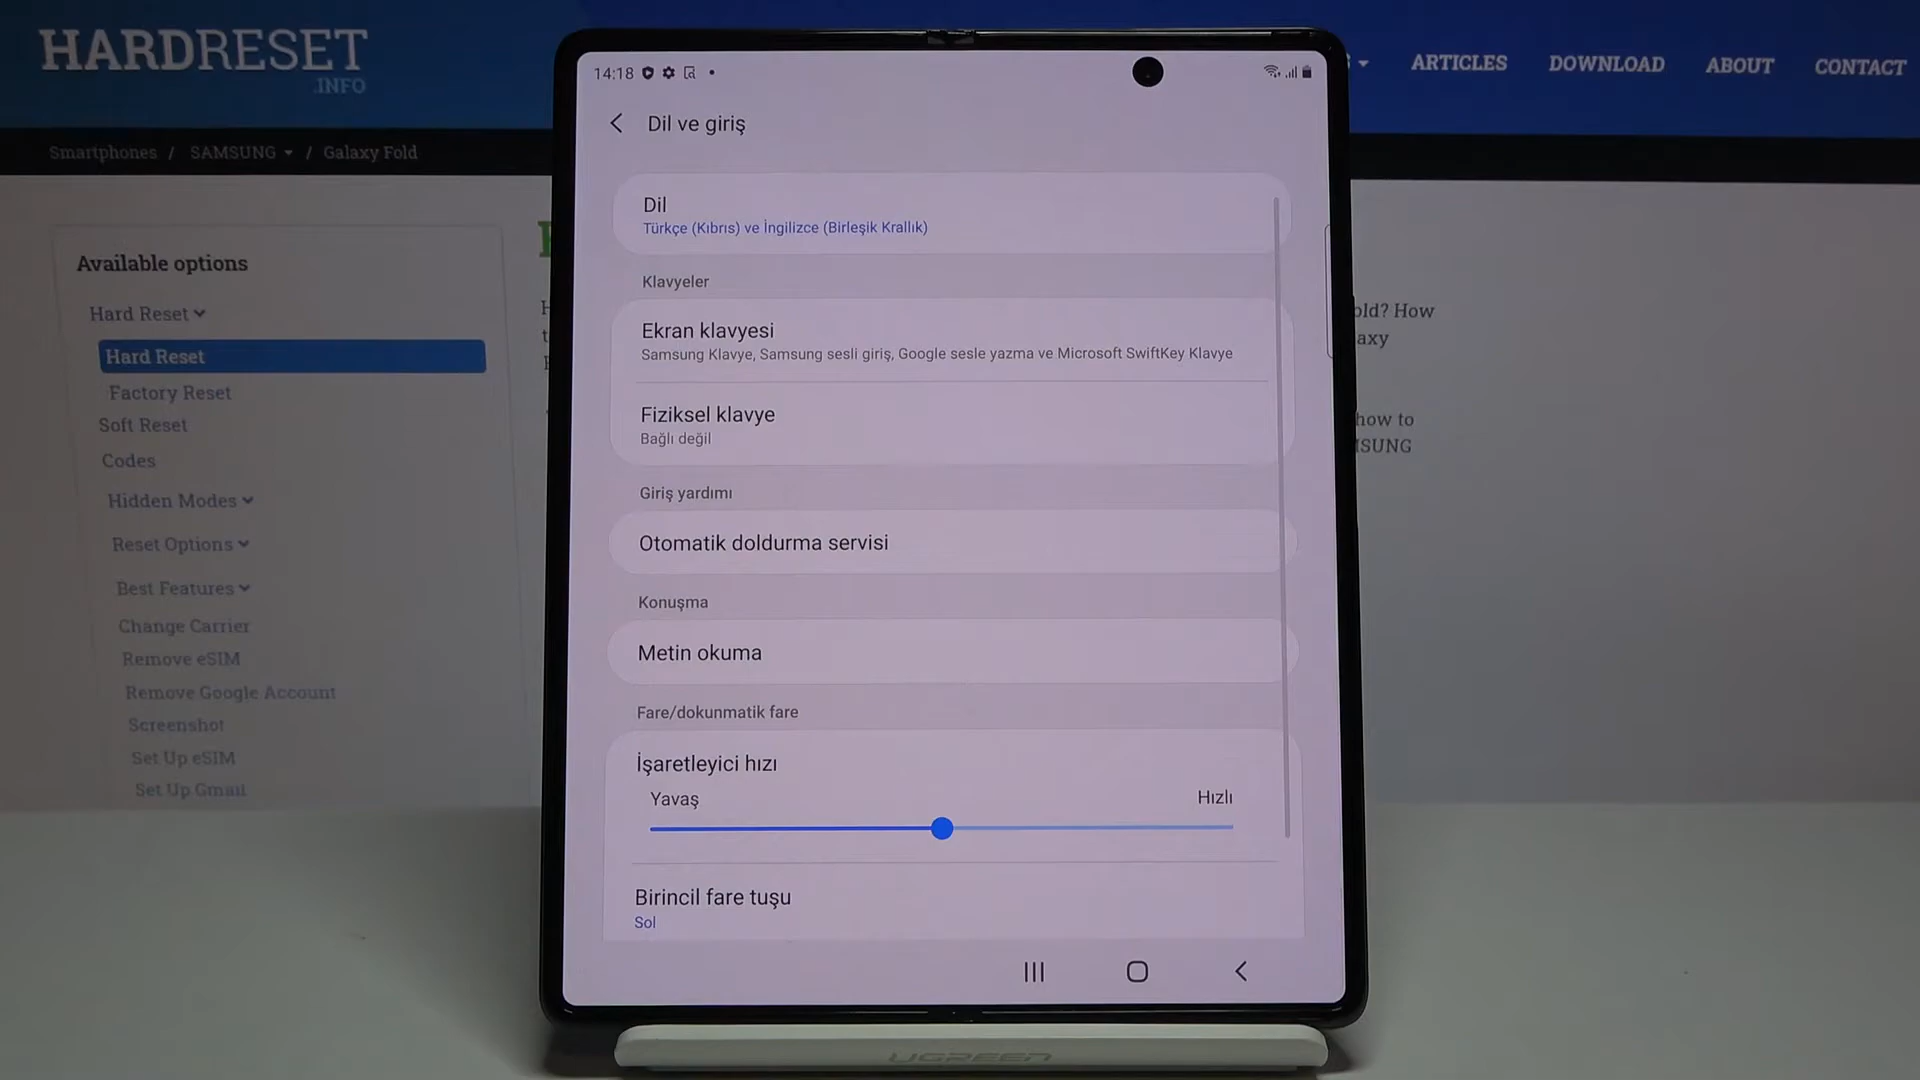 HARDRESET
.INFO
ARTICLES
DOWNLOAD
ABOUT
CONTACT
Smartphones / SAMSUNG / Galaxy Fold
Available options
Hard Reset
Hard Reset
Factory Reset
Soft Reset
Codes
Hidden Modes
Reset Options
Best Features
Change Carrier
Remove eSIM
Remove Google Account
Screenshot
Set Up eSIM
Set Up Gmail
14:18
Dil ve giriş
Dil
Türkçe (Kıbrıs) ve İngilizce (Birleşik Krallık)
Klavyeler
Ekran klavyesi
Samsung Klavye, Samsung sesli giriş, Google sesle yazma ve Microsoft SwiftKey Klavye
Fiziksel klavye
Bağlı değil
Giriş yardımı
Otomatik doldurma servisi
Konuşma
Metin okuma
Fare/dokunmatik fare
İşaretleyici hızı
Yavaş
Hızlı
Birincil fare tuşu
Sol
old? How
axy
how to
SUNG
UGREEN